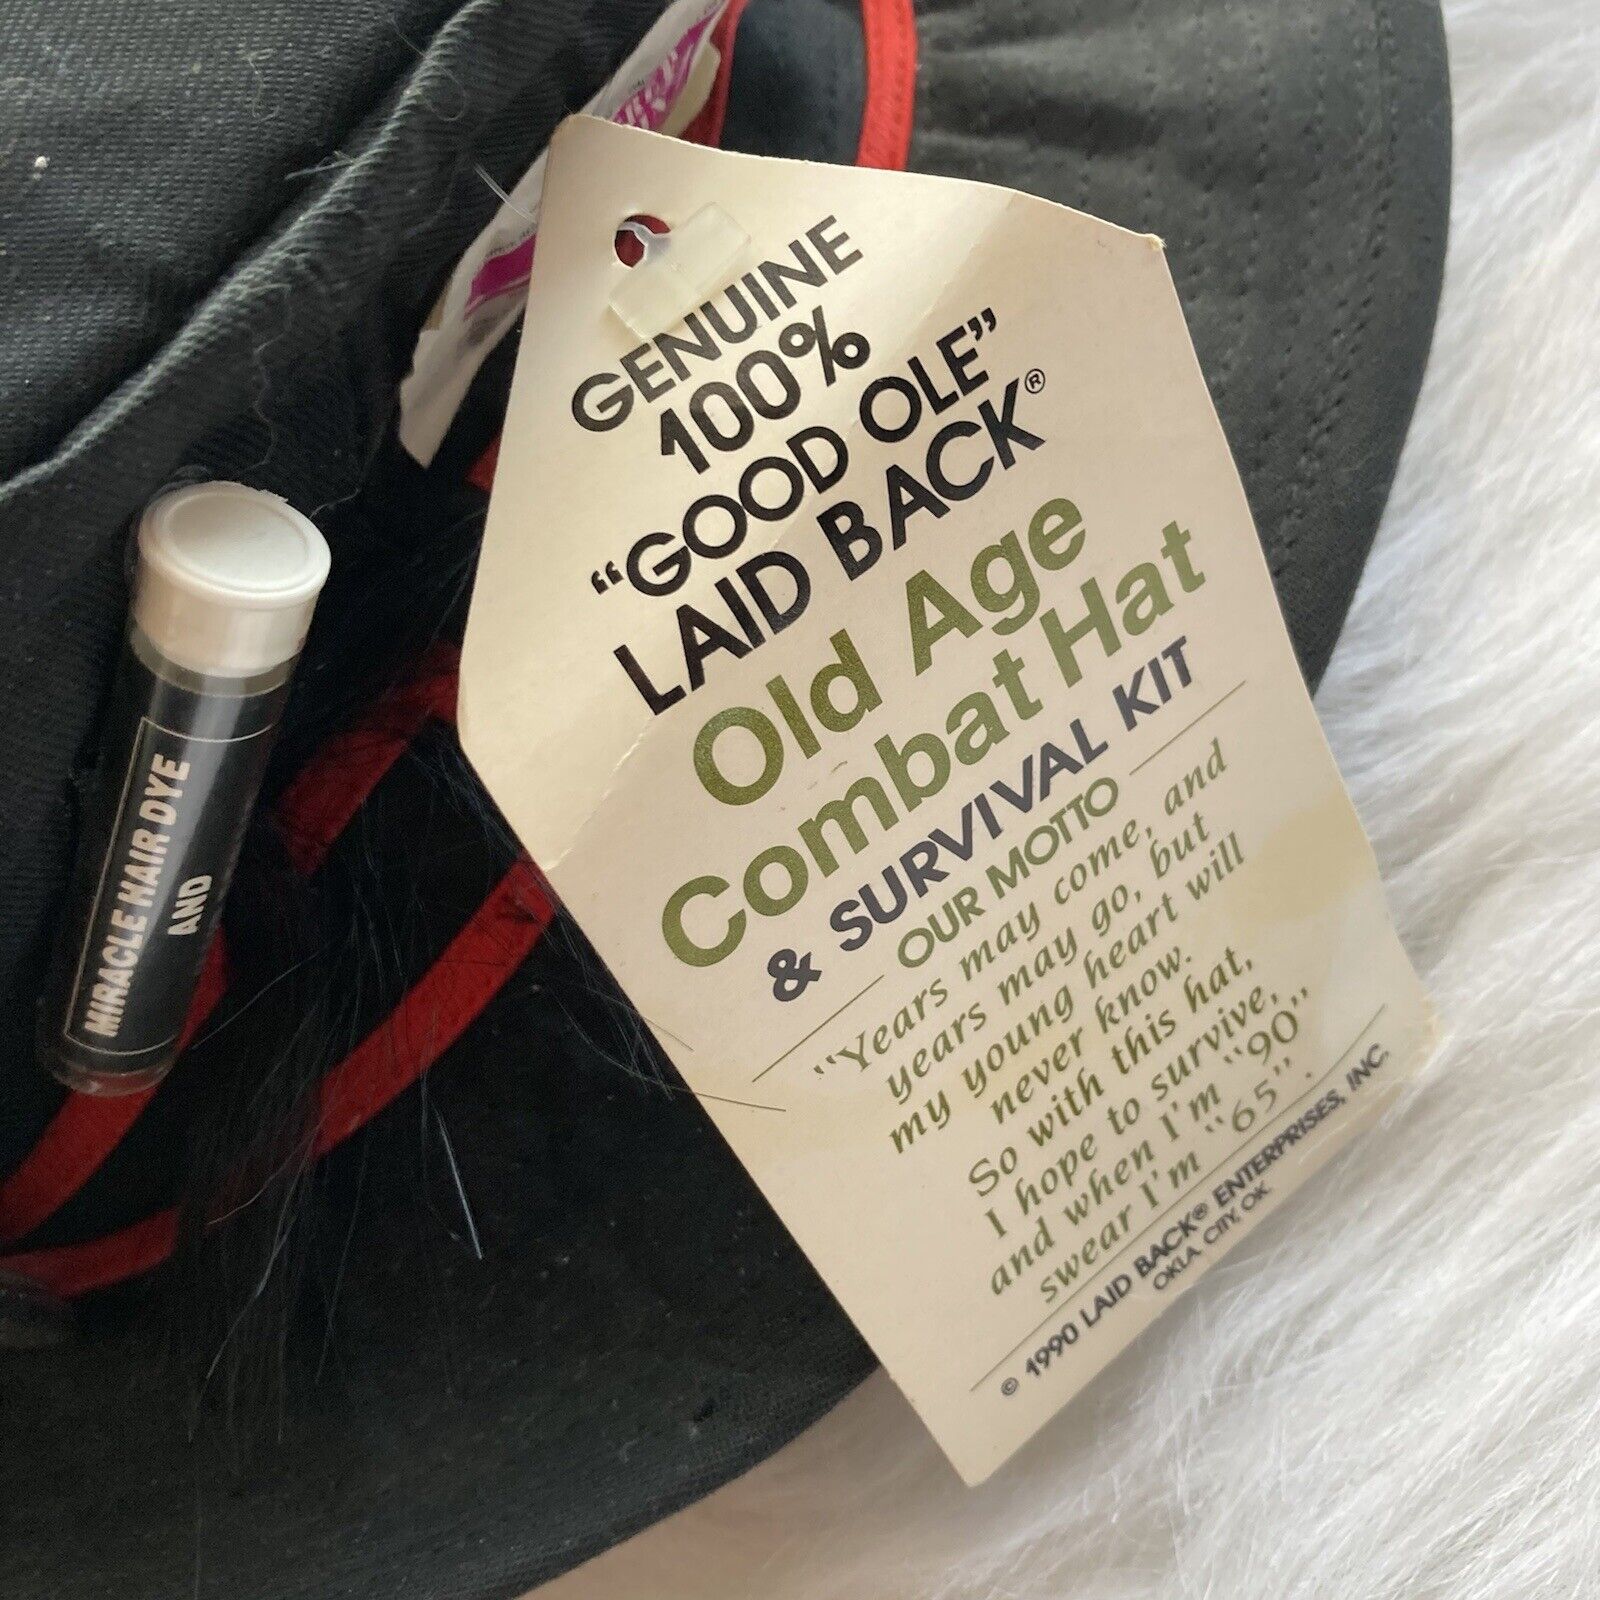 GENUINE
100%
"GOOD OLE"
LAID BACK®
Old Age
Combat Hat
& SURVIVAL KIT
OUR MOTTO
"Years may come, and
years may go, but
my young heart will
never know.
So with this hat,
I hope to survive,
and when I'm "90"
swear I'm "65".
© 1990 LAID BACK® ENTERPRISES, INC.
OKLA. CITY, OK
MIRACLE HAIR DYE
AND